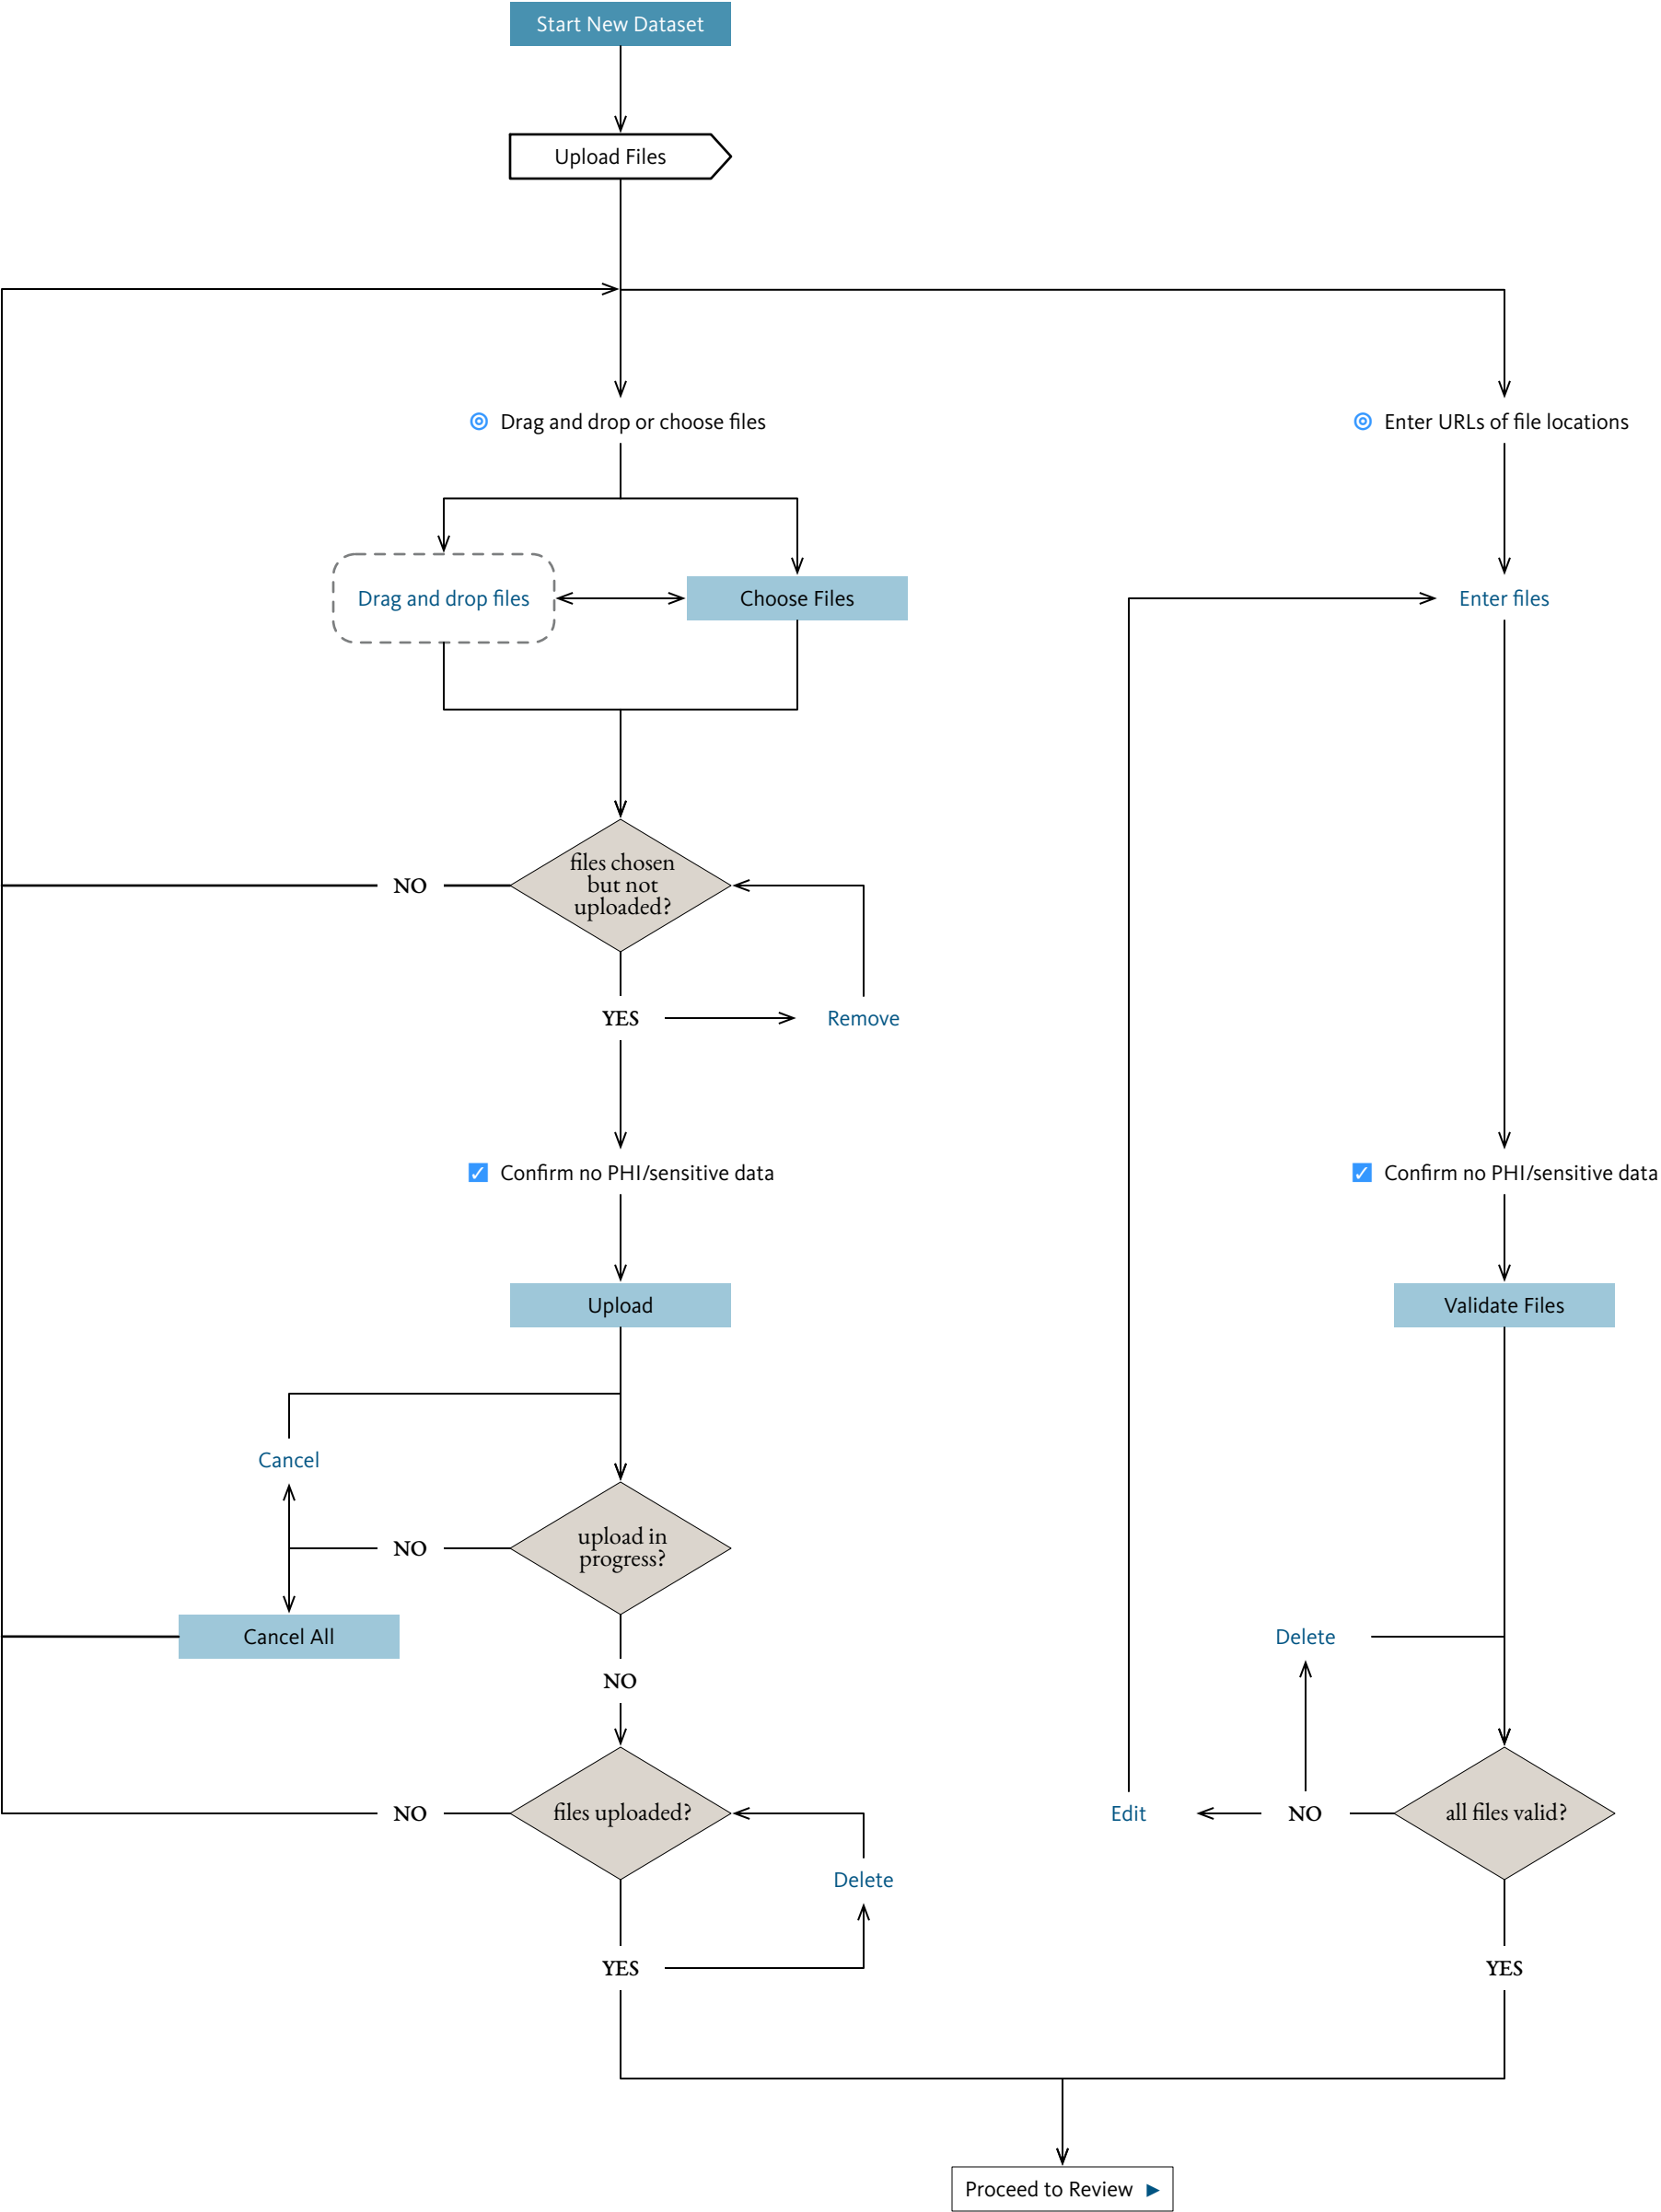 Start New Dataset
Upload Files
Drag and drop or choose files
Enter URLs of file locations
Drag and drop files
Choose Files
Enter files
files chosen
but not
uploaded?
NO
YES
Remove
Confirm no PHI/sensitive data
Confirm no PHI/sensitive data
Upload
Validate Files
Cancel
upload in
progress?
NO
Cancel All
Delete
NO
NO
files uploaded?
Edit
NO
all files valid?
Delete
YES
YES
Proceed to Review